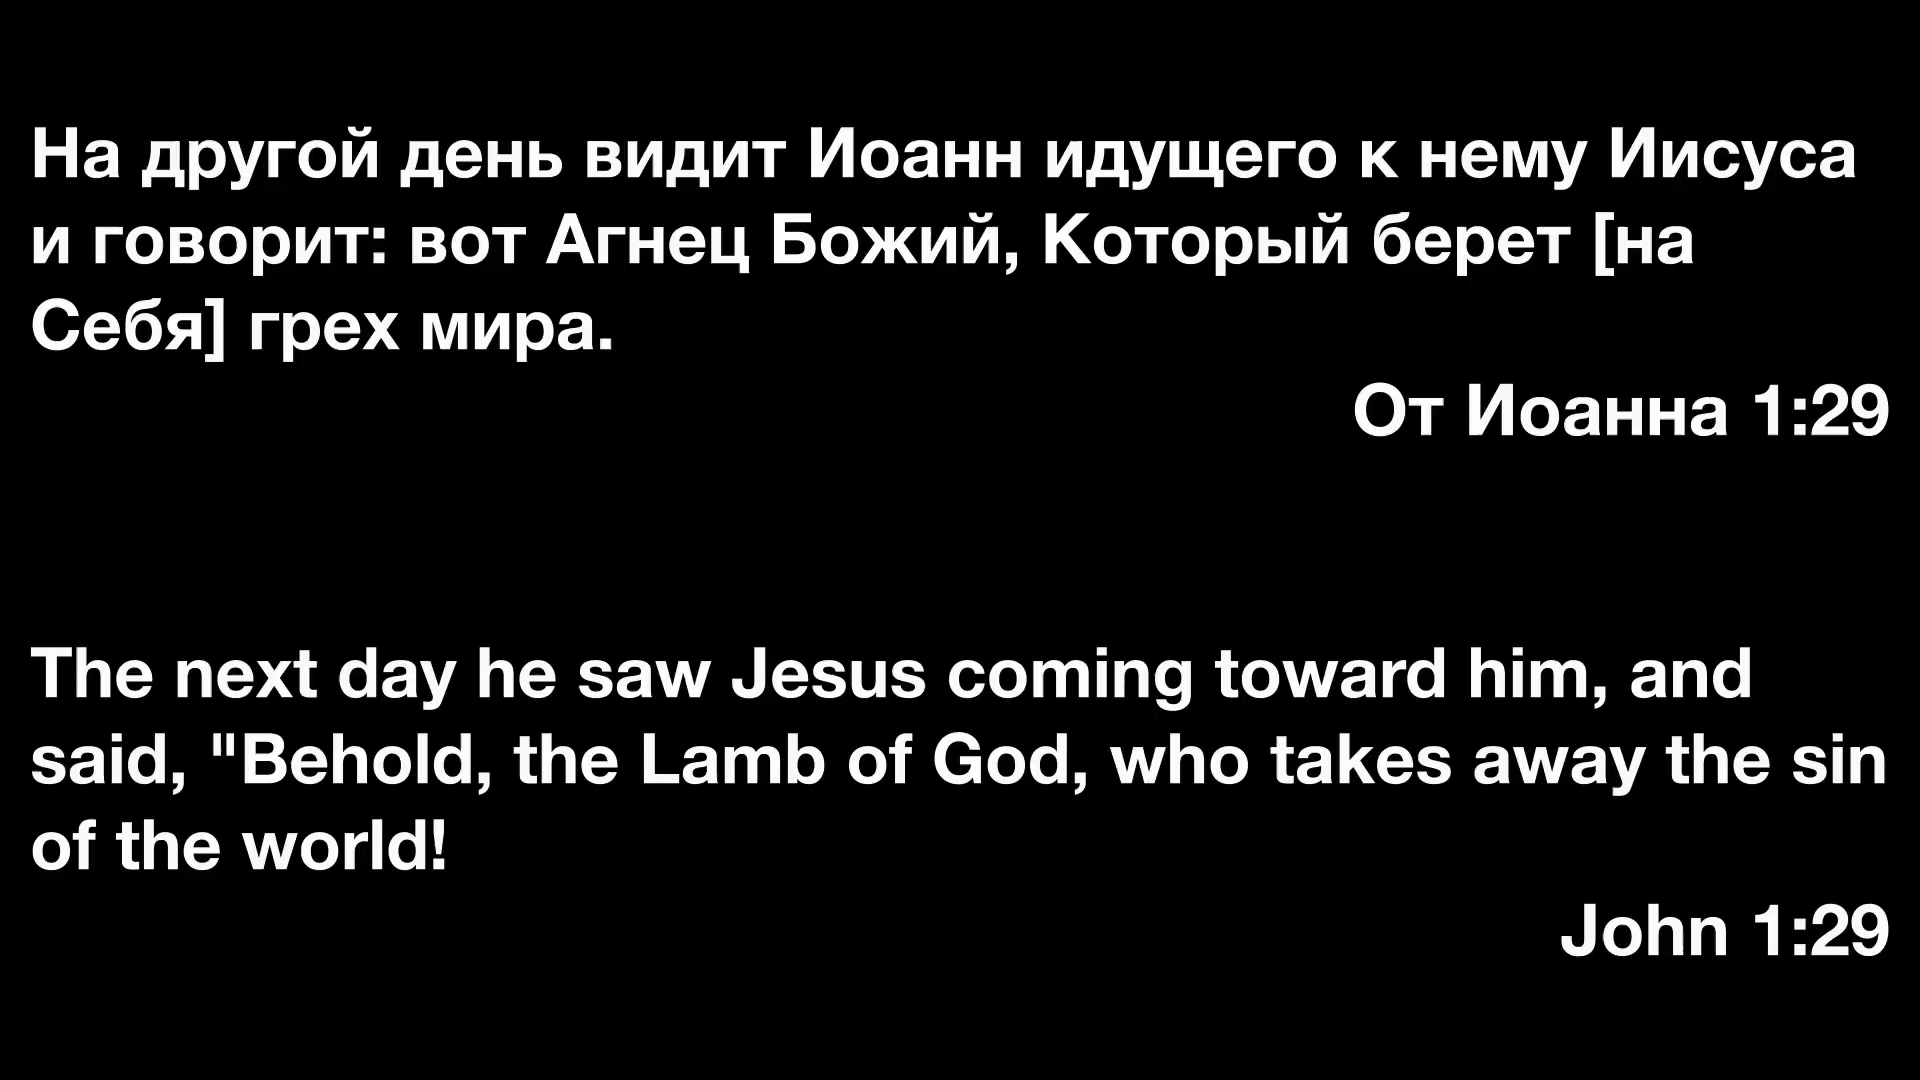 На другой день видит Иоанн идущего к нему Иисуса
и говорит: вот Агнец Божий, Который берет [на
Себя] грех мира.
От Иоанна 1:29
The next day he saw Jesus coming toward him, and
said, "Behold, the Lamb of God, who takes away the sin
of the world!
John 1:29